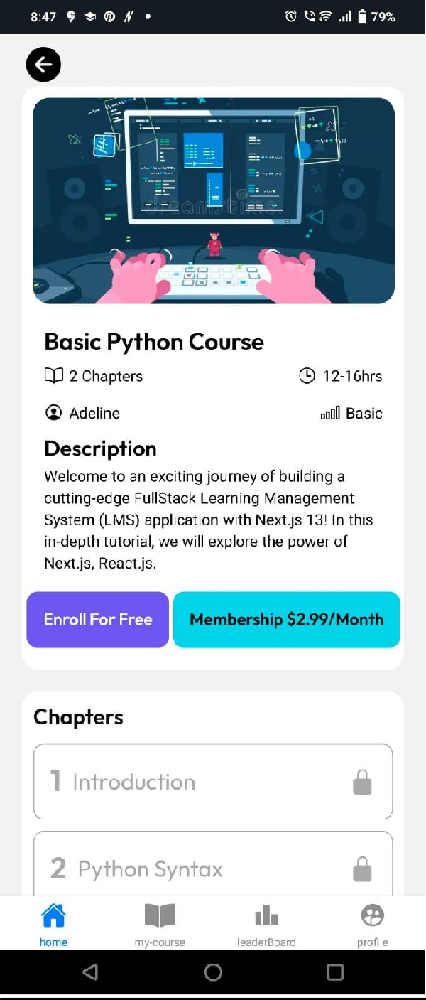 8:47
79%
dreamstime
Basic Python Course
2 Chapters
12-16hrs
Adeline
Basic
Description
Welcome to an exciting journey of building a
cutting-edge FullStack Learning Management
System (LMS) application with Next.js 13! In this
in-depth tutorial, we will explore the power of
Next.js, React.js.
Enroll For Free
Membership $2.99/Month
Chapters
1 Introduction
2 Python Syntax
home
my-course
leaderBoard
profile